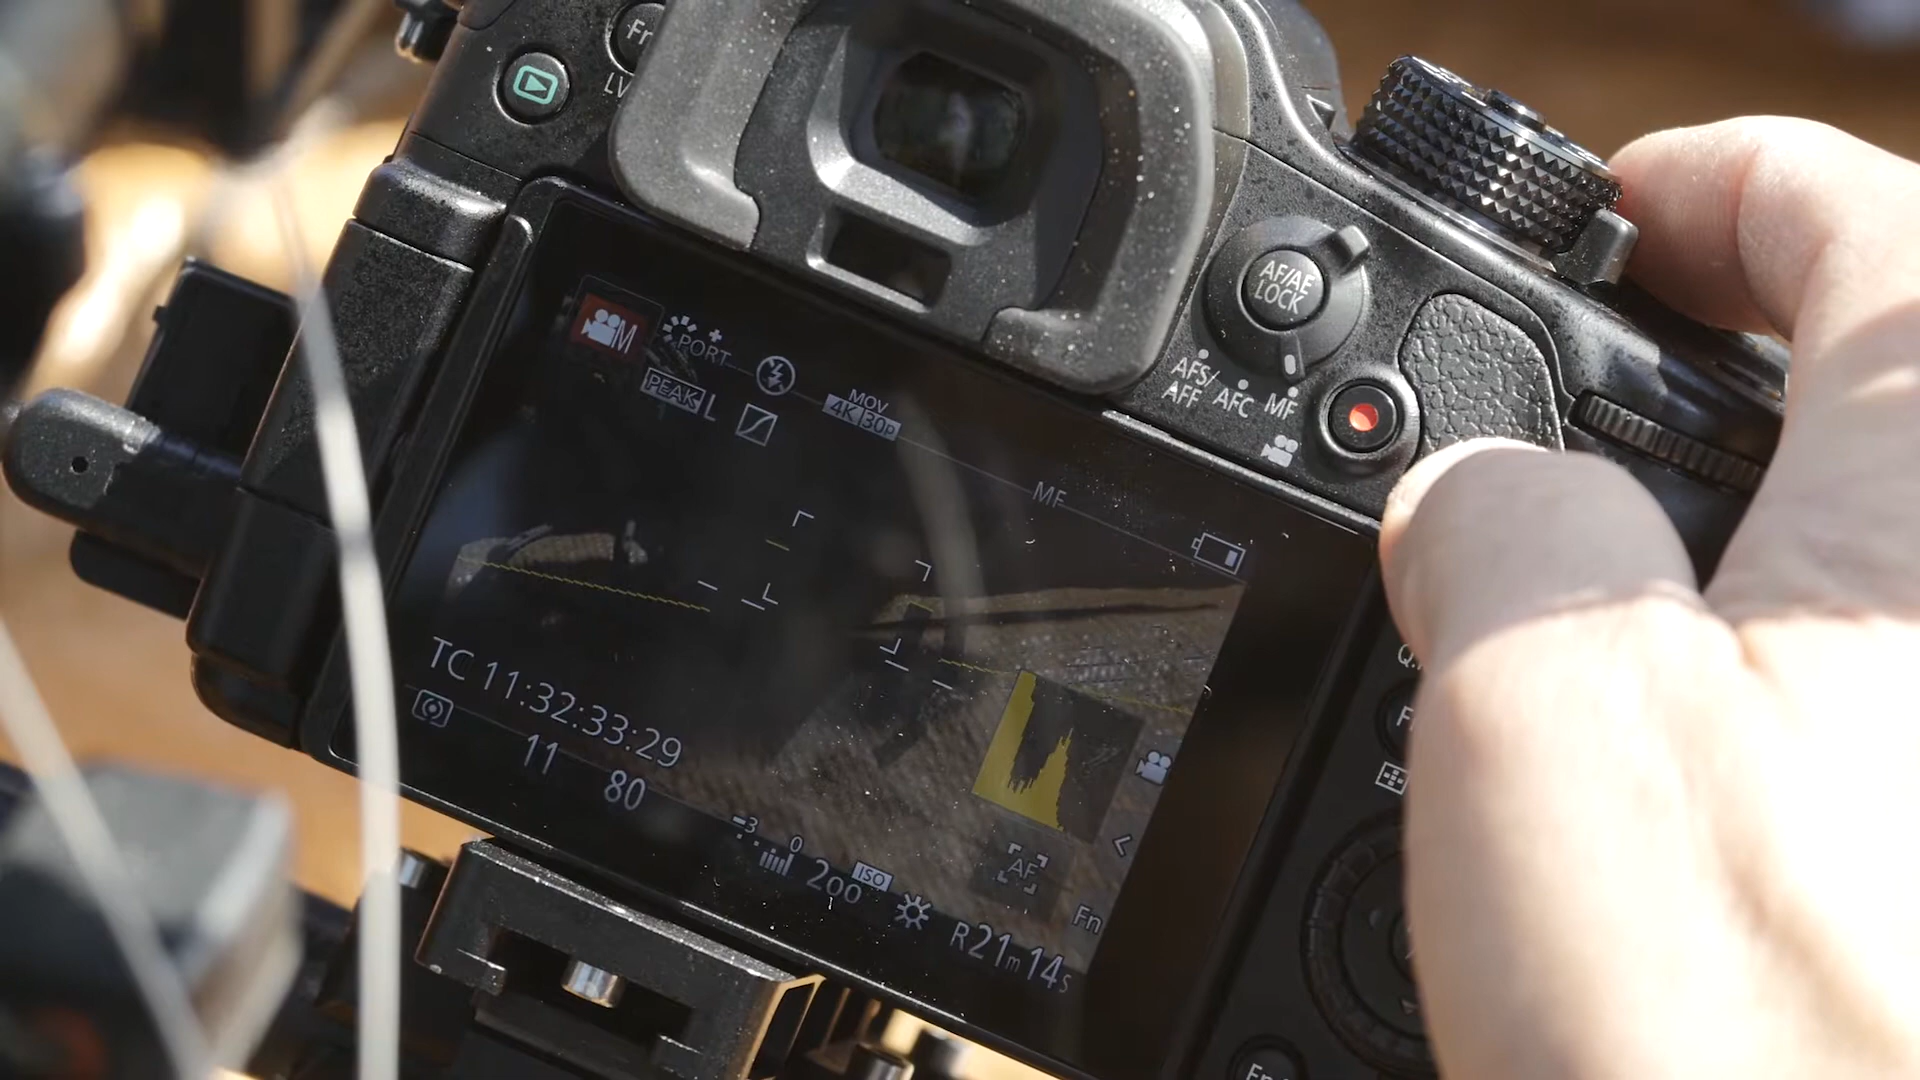 LV
AF/AE
LOCK
AFS/
AFF
AFC
MF
M
PORT
PEAK L
MOV
4K 30p
MF
TC 11:32:33:29
11
80
-3
0
200 ISO
AF
Fn
R21m14s